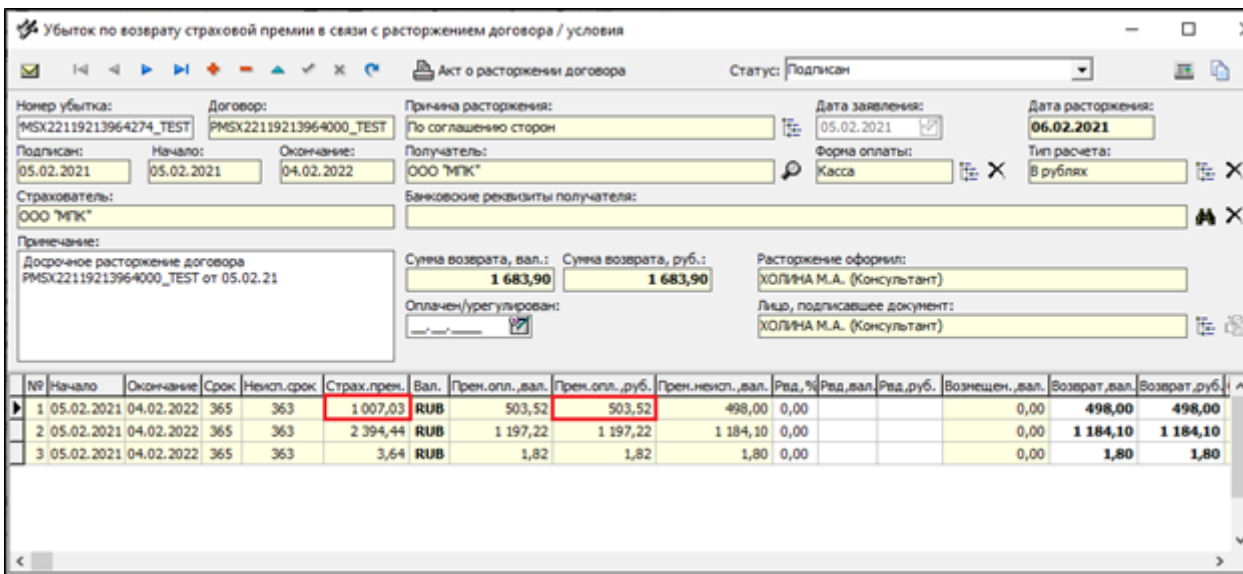 Убыток по возврату страховой премии в связи с расторжением договора / условия
Акт о расторжении договора Статус: Подписан
Номер убытка: Договор: Причина расторжения: Дата заявления: Дата расторжения:
MSX22119213964274_TEST PMSX22119213964000_TEST По соглашению сторон 05.02.2021 06.02.2021
Подписан: Начало: Окончание: Получатель: Форма оплаты: Тип расчета:
05.02.2021 05.02.2021 04.02.2022 ООО "МПК" Касса В рублях
Страхователь: Банковские реквизиты получателя:
ООО "МПК"
Примечание:
Досрочное расторжение договора
PMSX22119213964000_TEST от 05.02.21
Сумма возврата, вал.: Сумма возврата, руб.: Расторжение оформил:
1 683,90 1 683,90 ХОЛИНА М.А. (Консультант)
Оплачен/урегулирован: Лицо, подписавшее документ:
__.__.____ ХОЛИНА М.А. (Консультант)
№ Начало Окончание Срок Неисп.срок Страх.прем. Вал. Прем.опл.,вал. Прем.опл.,руб. Прем.неисп.,вал. Рвд,% Рвд,вал. Рвд,руб. Возмещен.,вал. Возврат,вал. Возврат,руб.
1 05.02.2021 04.02.2022 365 363 1 007,03 RUB 503,52 503,52 498,00 0,00 0,00 498,00 498,00
2 05.02.2021 04.02.2022 365 363 2 394,44 RUB 1 197,22 1 197,22 1 184,10 0,00 0,00 1 184,10 1 184,10
3 05.02.2021 04.02.2022 365 363 3,64 RUB 1,82 1,82 1,80 0,00 0,00 1,80 1,80